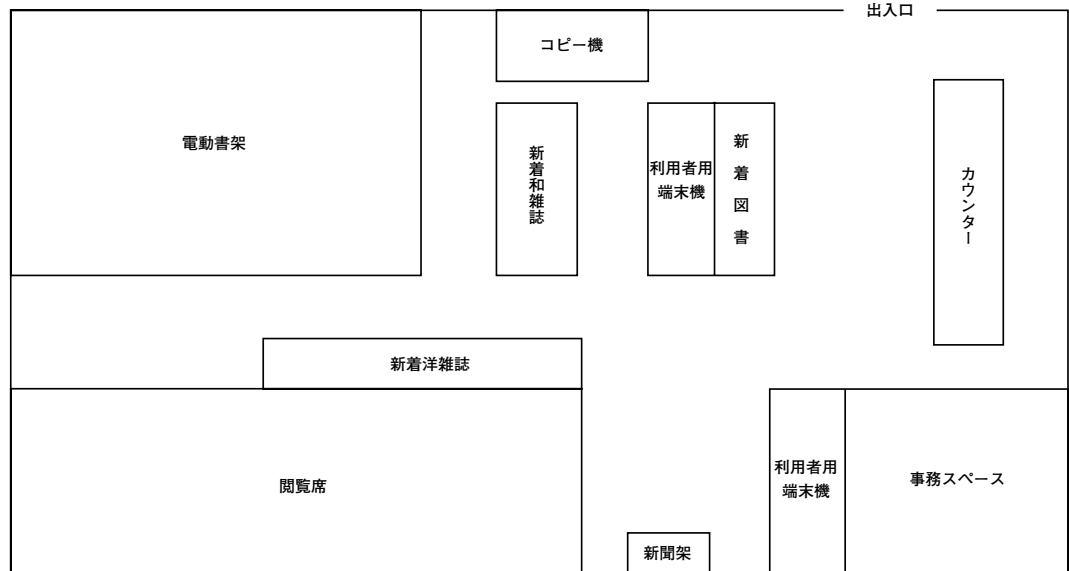 出入口
コピー機
電動書架
新着和雑誌
利用者用
端末機
新着図書
カウンター
新着洋雑誌
閲覧席
利用者用
端末機
事務スペース
新聞架